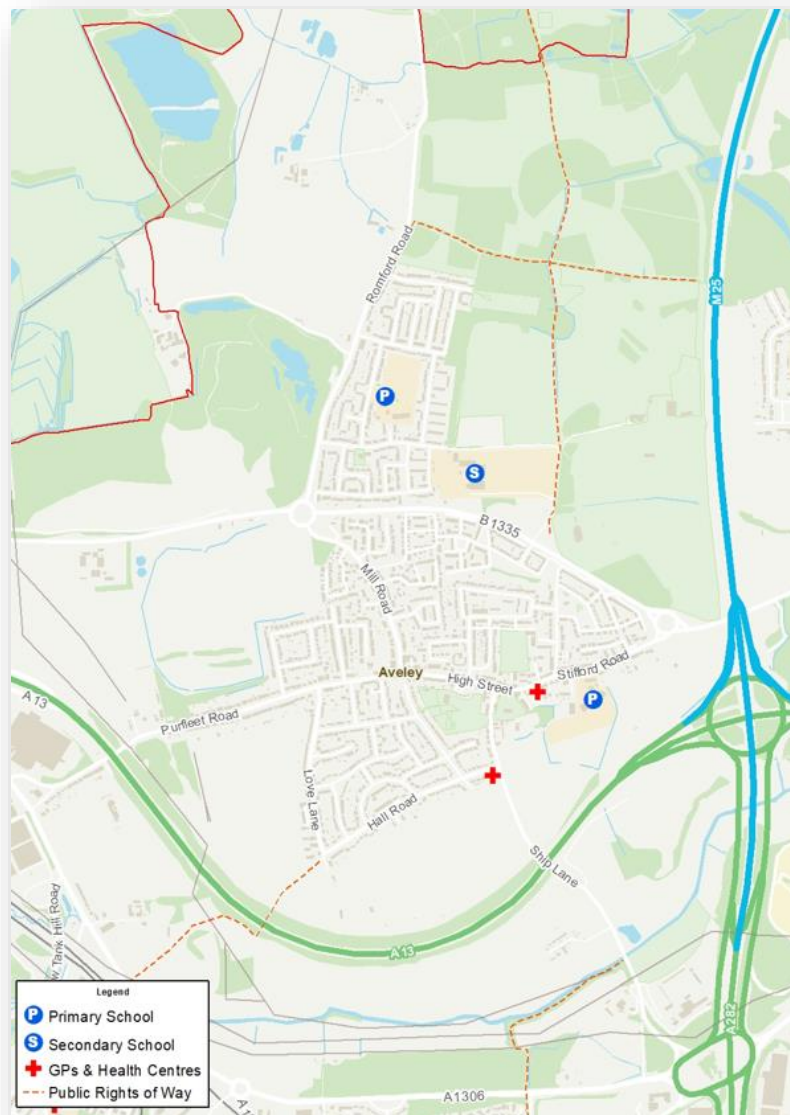 Romford Road
M25
P
S
B1335
Mill Road
Aveley
High Street
Stifford Road
P
A13
Purfleet Road
Love Lane
Hall Road
Ship Lane
A13
Tank Hill Road
A282
A1306
Legend
P Primary School
S Secondary School
GPs & Health Centres
Public Rights of Way